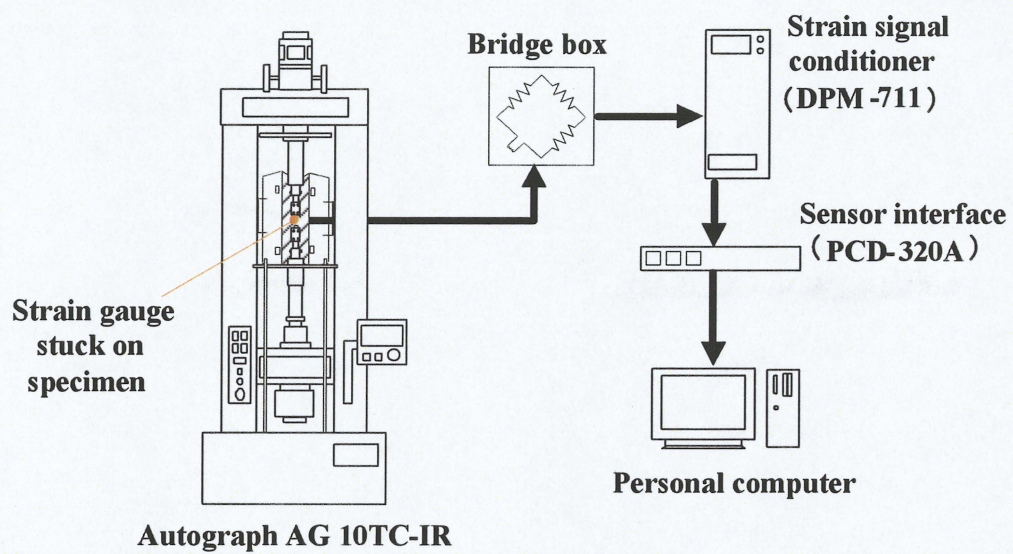 Bridge box
Strain signal
conditioner
(DPM -711)
Sensor interface
(PCD-320A)
Strain gauge
stuck on
specimen
Personal computer
Autograph AG 10TC-IR